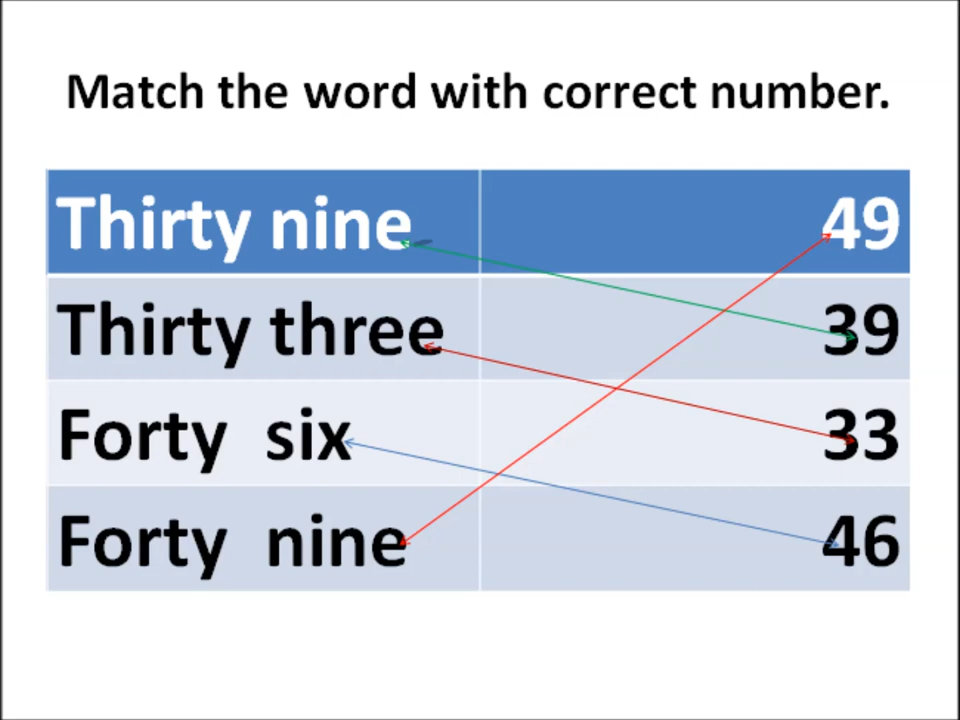 Match the word with correct number.
Thirty nine 49
Thirty three 39
Forty six 33
Forty nine 46